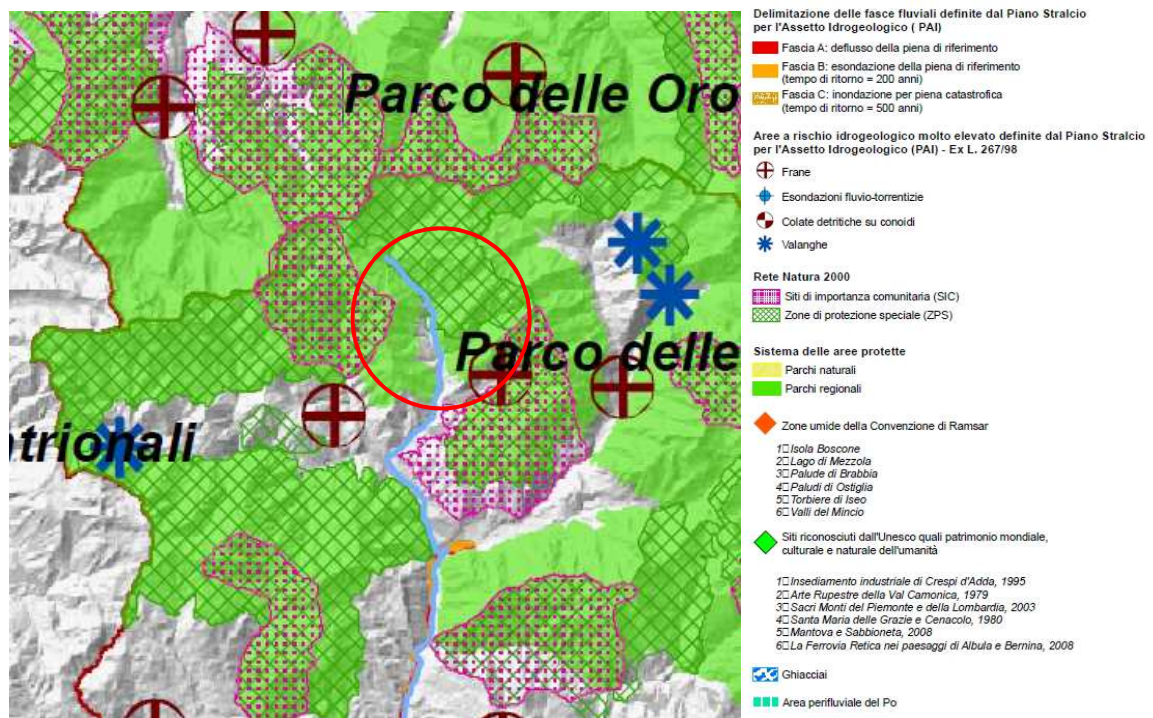 Parco delle Oro
Parco delle
trionali
Delimitazione delle fasce fluviali definite dal Piano Stralcio
per l'Assetto Idrogeologico ( PAI)
Fascia A: deflusso della piena di riferimento
Fascia B: esondazione della piena di riferimento
(tempo di ritorno = 200 anni)
Fascia C: inondazione per piena catastrofica
(tempo di ritorno = 500 anni)
Aree a rischio idrogeologico molto elevato definite dal Piano Stralcio
per l'Assetto Idrogeologico (PAI) - Ex L. 267/98
Frane
Esondazioni fluvio-torrentizie
Colate detritiche su conoidi
Valanghe
Rete Natura 2000
Siti di importanza comunitaria (SIC)
Zone di protezione speciale (ZPS)
Sistema delle aree protette
Parchi naturali
Parchi regionali
Zone umide della Convenzione di Ramsar
1 Isola Boscone
2 Lago di Mezzola
3 Palude di Brabbia
4 Paludi di Ostiglia
5 Torbiere di Iseo
6 Valli del Mincio
Siti riconosciuti dall'Unesco quali patrimonio mondiale,
culturale e naturale dell'umanità
1 Insediamento industriale di Crespi d'Adda, 1995
2 Arte Rupestre della Val Camonica, 1979
3 Sacri Monti del Piemonte e della Lombardia, 2003
4 Santa Maria delle Grazie e Cenacolo, 1980
5 Mantova e Sabbioneta, 2008
6 La Ferrovia Retica nei paesaggi di Albula e Bernina, 2008
Ghiacciai
Area perifluviale del Po